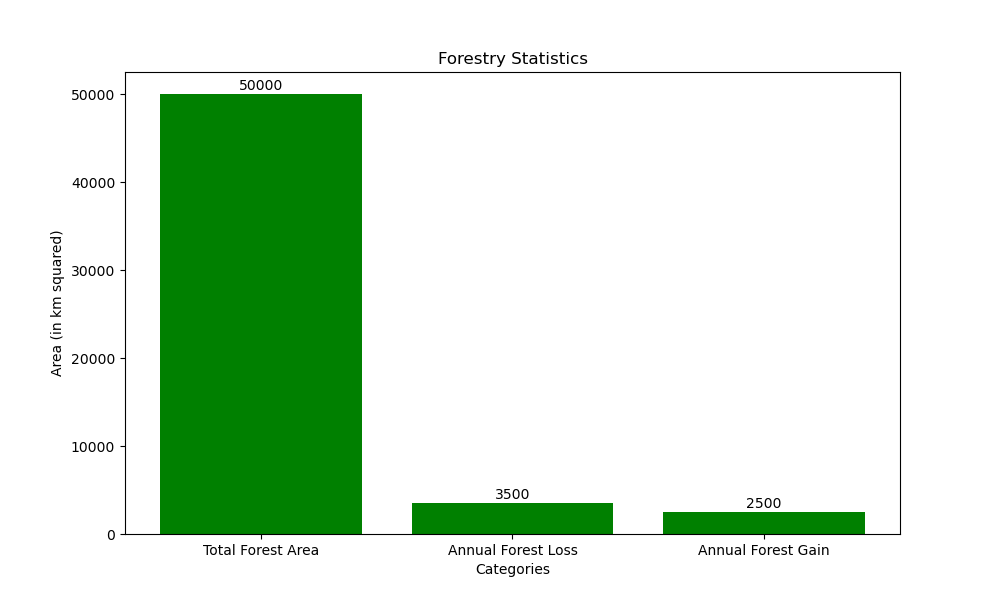 Forestry Statistics
50000
50000
40000
30000
20000
10000
0
3500
2500
Area (in km squared)
Total Forest Area
Annual Forest Loss
Annual Forest Gain
Categories